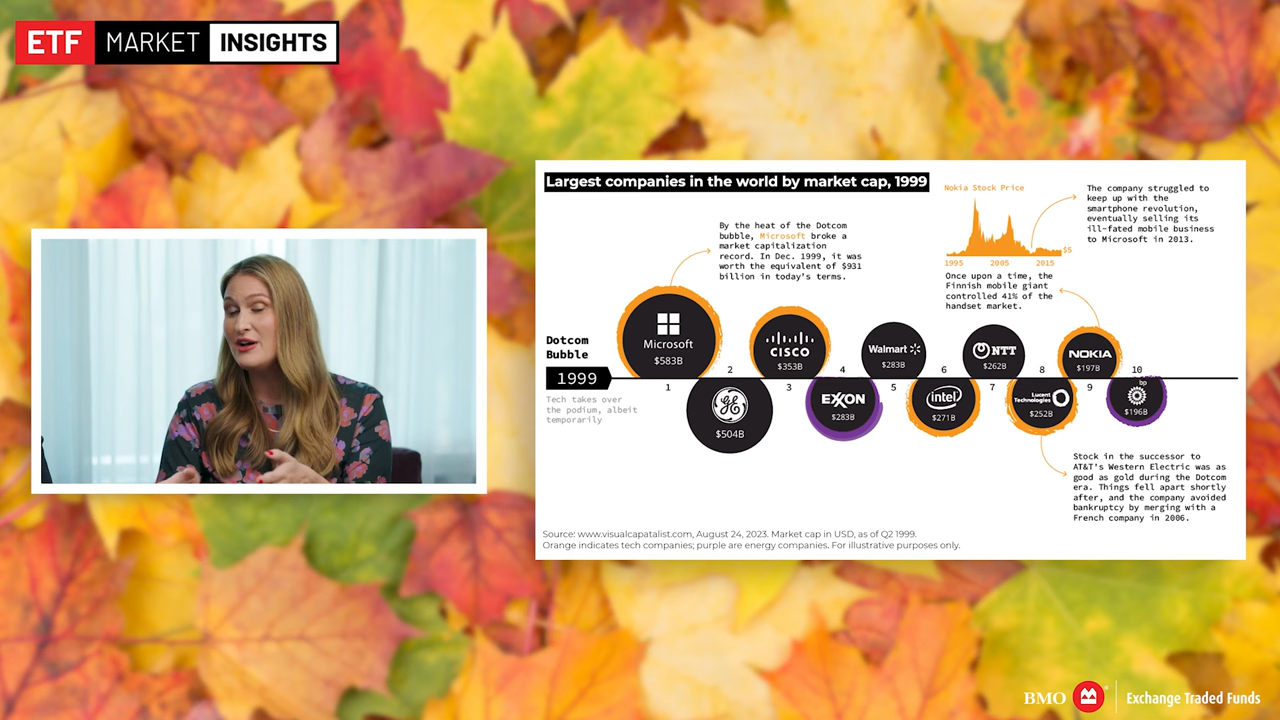 ETF MARKET INSIGHTS
Largest companies in the world by market cap, 1999
Nokia Stock Price
$5
1995 2005 2015
The company struggled to
keep up with the
smartphone revolution,
eventually selling its
ill-fated mobile business
to Microsoft in 2013.
By the heat of the Dotcom
bubble, Microsoft broke a
market capitalization
record. In Dec. 1999, it was
worth the equivalent of $931
billion in today's terms.
Once upon a time, the
Finnish mobile giant
controlled 41% of the
handset market.
Dotcom
Bubble
1999
Tech takes over
the podium, albeit
temporarily
Microsoft
$583B
1
2
GE
$504B
CISCO
$353B
3
4
EXXON
$283B
Walmart
$283B
5
6
intel
$271B
NTT
$262B
7
8
Lucent
Technologies
$252B
NOKIA
$197B
9
10
bp
$196B
Stock in the successor to
AT&T's Western Electric was as
good as gold during the Dotcom
era. Things fell apart shortly
after, and the company avoided
bankruptcy by merging with a
French company in 2006.
Source: www.visualcapatalist.com, August 24, 2023. Market cap in USD, as of Q2 1999.
Orange indicates tech companies; purple are energy companies. For illustrative purposes only.
BMO Exchange Traded Funds